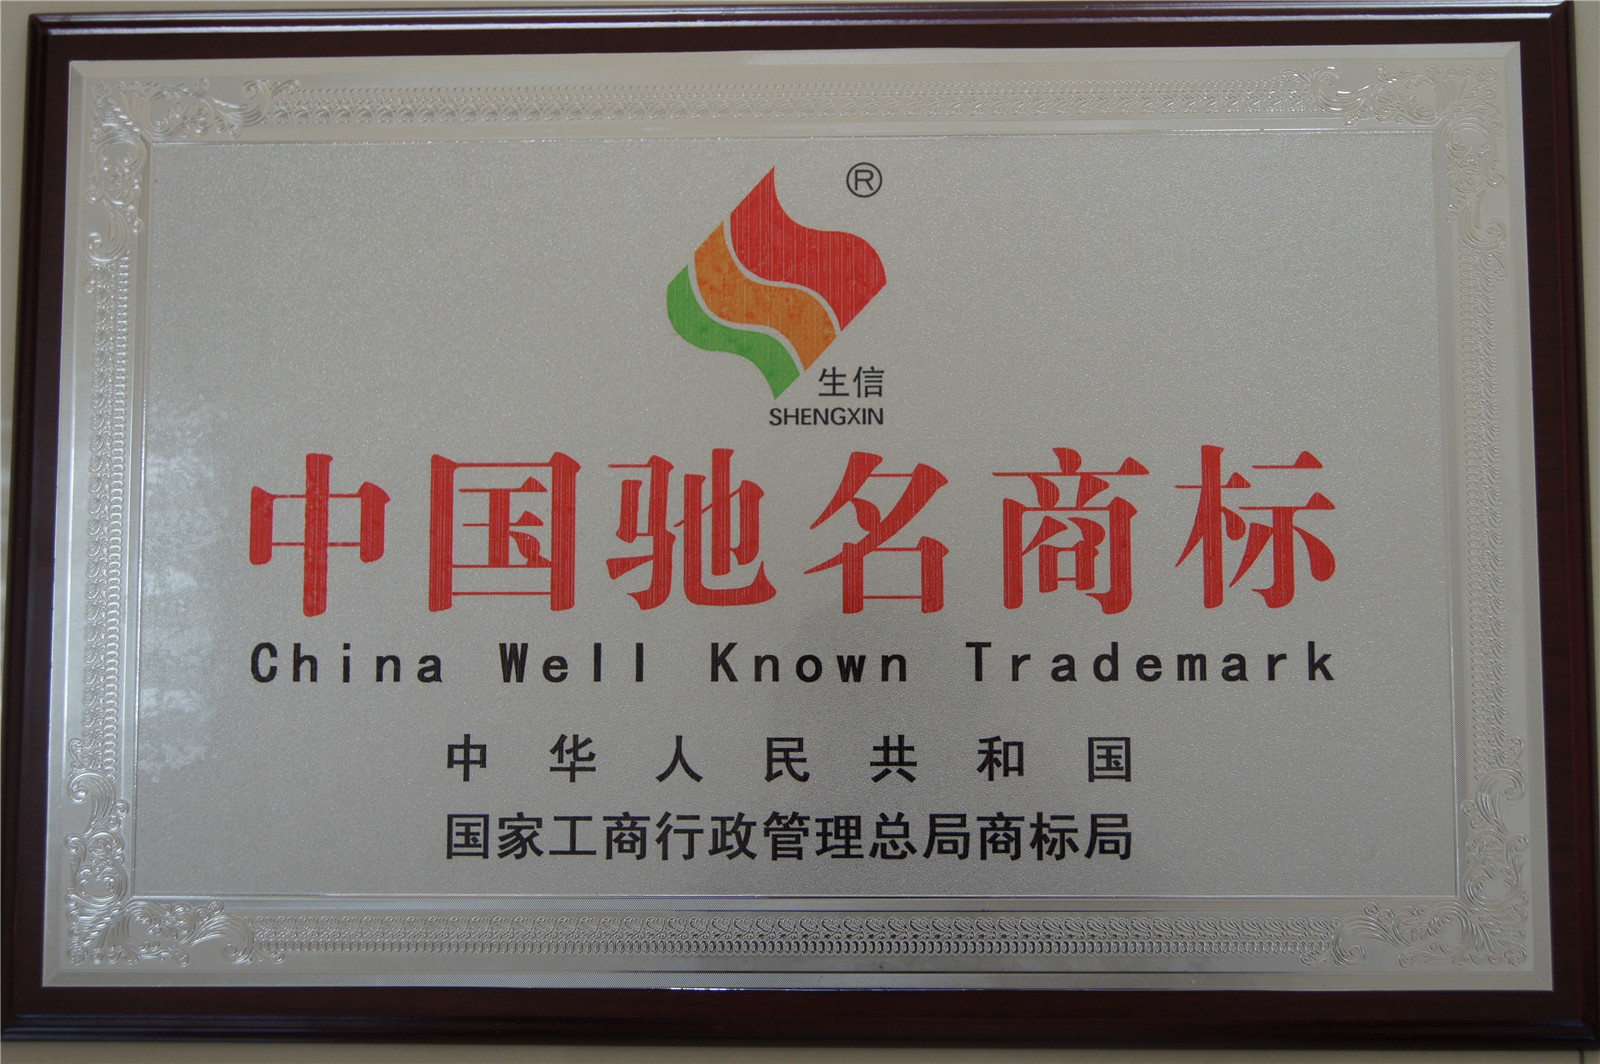 ®
生信
SHENGXIN
中国驰名商标
China Well Known Trademark
中华人民共和国
国家工商行政管理总局商标局